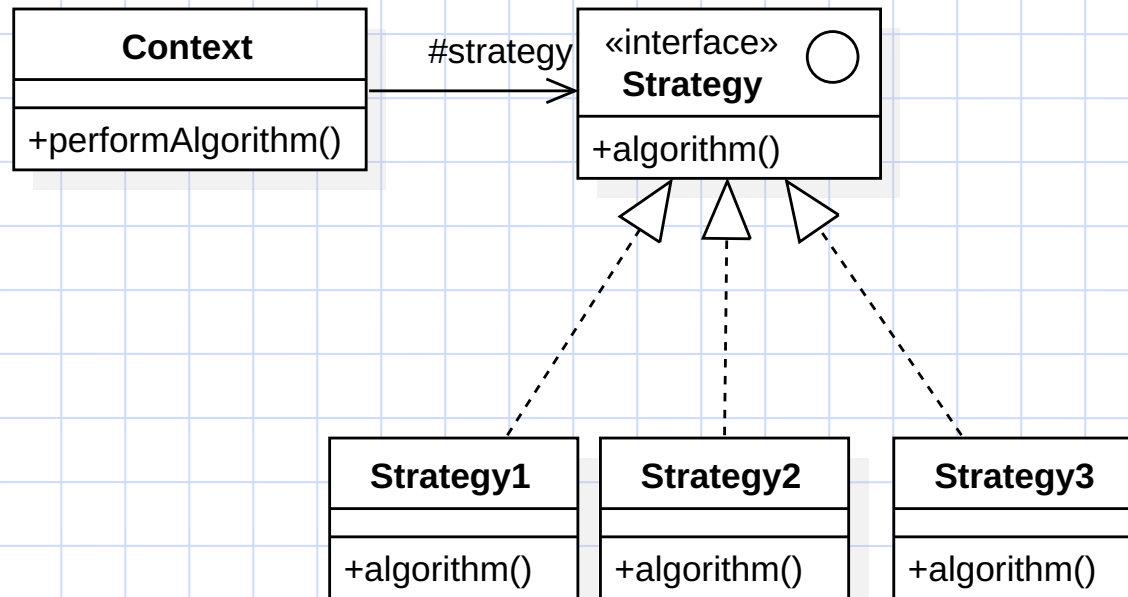 Context
+performAlgorithm()
#strategy
«interface»
Strategy
+algorithm()
Strategy1
+algorithm()
Strategy2
+algorithm()
Strategy3
+algorithm()